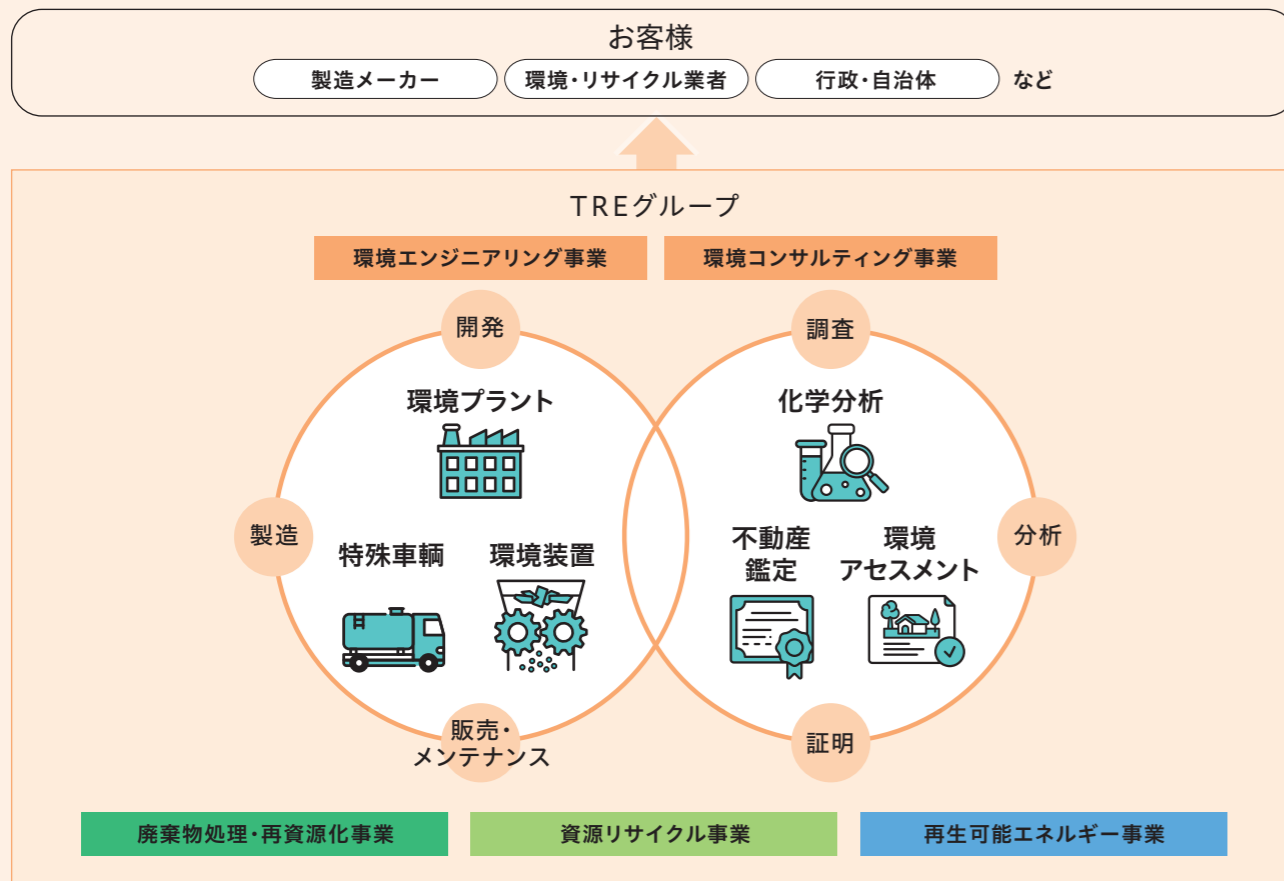 お客様
製造メーカー
環境・リサイクル業者
行政・自治体
など
TREグループ
環境エンジニアリング事業
環境コンサルティング事業
開発
環境プラント
製造
特殊車輌
環境装置
販売・
メンテナンス
調査
化学分析
不動産
鑑定
環境
アセスメント
分析
証明
廃棄物処理・再資源化事業
資源リサイクル事業
再生可能エネルギー事業